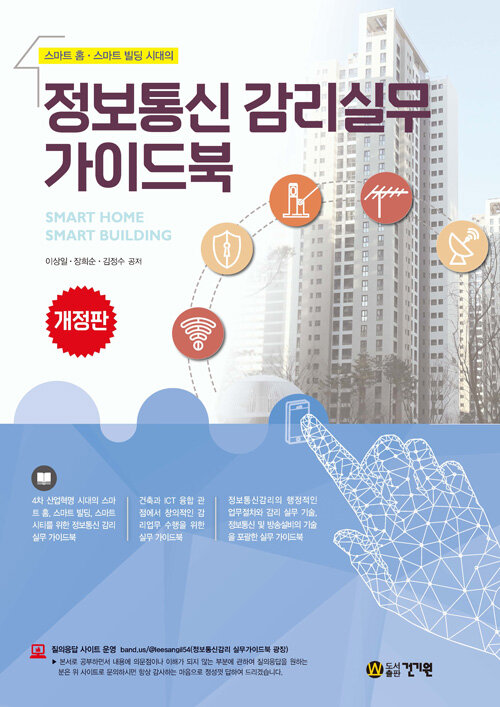 스마트 홈·스마트 빌딩 시대의
정보통신 감리실무
가이드북
SMART HOME
SMART BUILDING
이상일·장희순·김정수 공저
개정판
4차 산업혁명 시대의 스마
트 홈, 스마트 빌딩, 스마트
시티를 위한 정보통신 감리
실무 가이드북
건축과 ICT 융합 관
점에서 창의적인 감
리업무 수행을 위한
실무 가이드북
정보통신감리의 행정적인
업무절차와 감리 실무 기술,
정보통신 및 방송설비의 기술
을 포괄한 실무 가이드북
질의응답 사이트 운영 band.us/@leesangil54(정보통신감리 실무가이드북 광장)
▶ 본서로 공부하면서 내용에 의문점이나 이해가 되지 않는 부분에 관하여 질의응답을 원하는
분은 위 사이트로 문의하시면 항상 감사하는 마음으로 정성껏 답하여 드리겠습니다.
W 도서출판 건기원